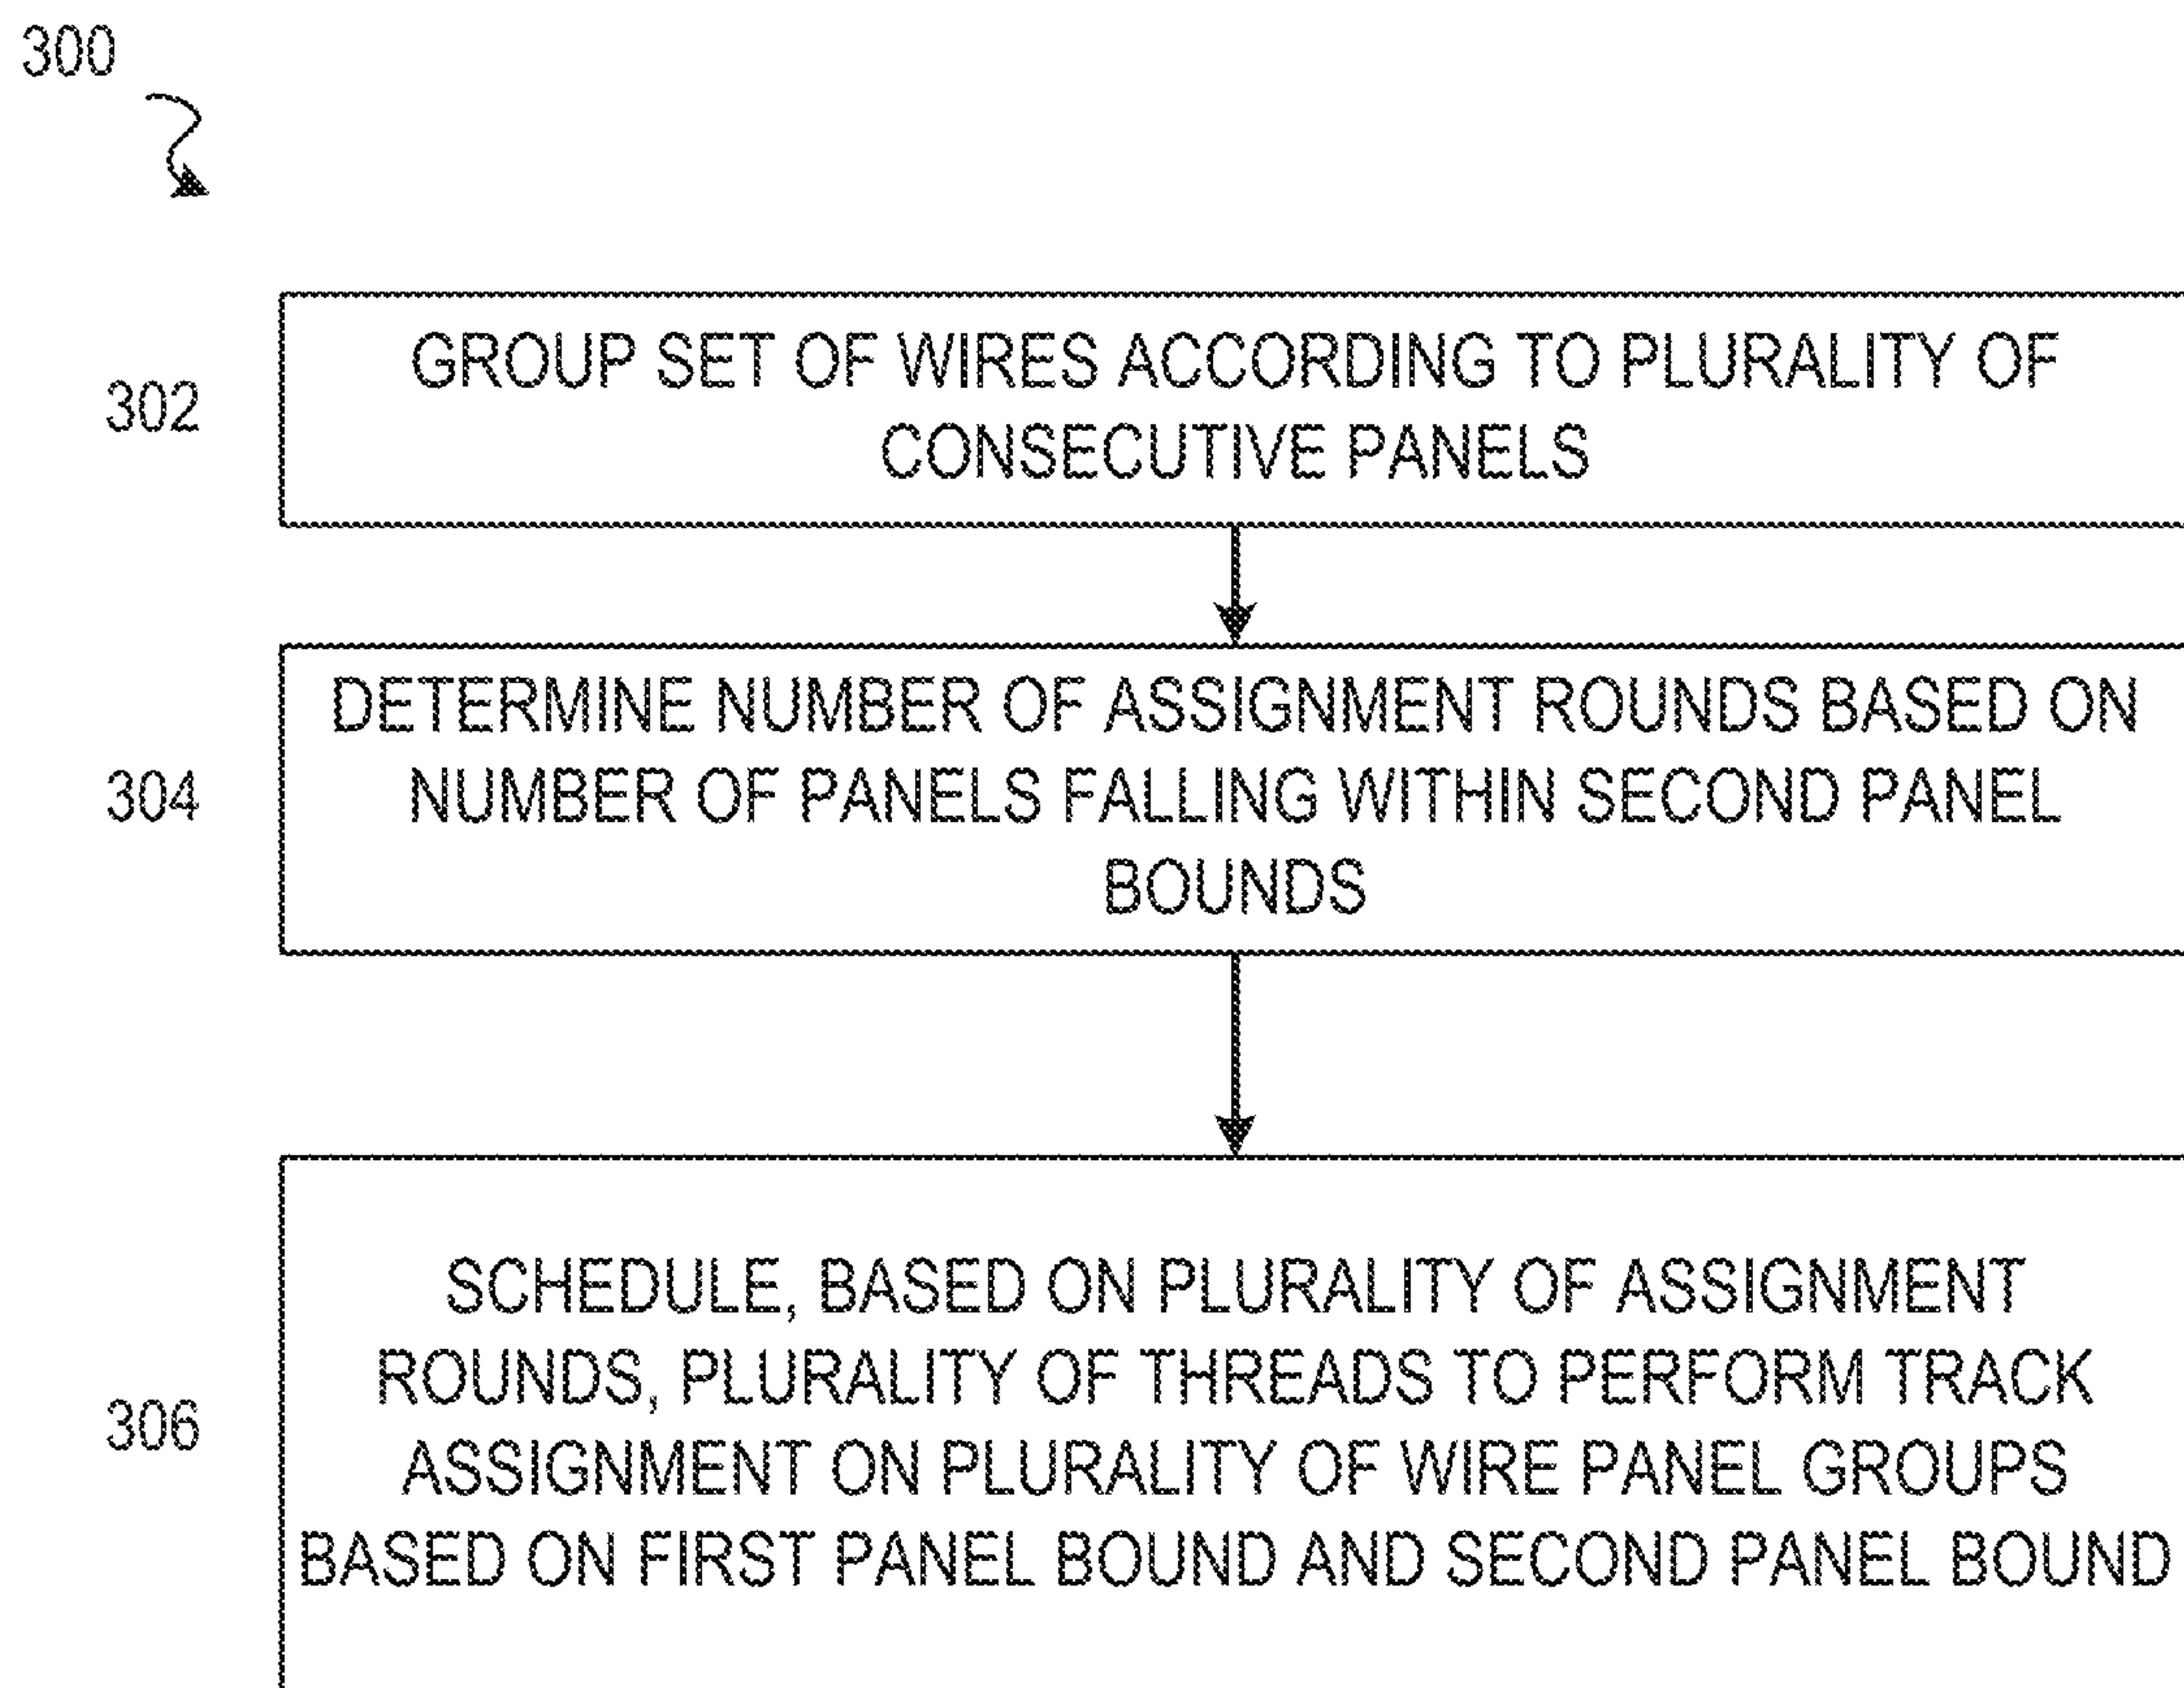 300
302
GROUP SET OF WIRES ACCORDING TO PLURALITY OF
CONSECUTIVE PANELS
304
DETERMINE NUMBER OF ASSIGNMENT ROUNDS BASED ON
NUMBER OF PANELS FALLING WITHIN SECOND PANEL
BOUNDS
306
SCHEDULE, BASED ON PLURALITY OF ASSIGNMENT
ROUNDS, PLURALITY OF THREADS TO PERFORM TRACK
ASSIGNMENT ON PLURALITY OF WIRE PANEL GROUPS
BASED ON FIRST PANEL BOUND AND SECOND PANEL BOUND